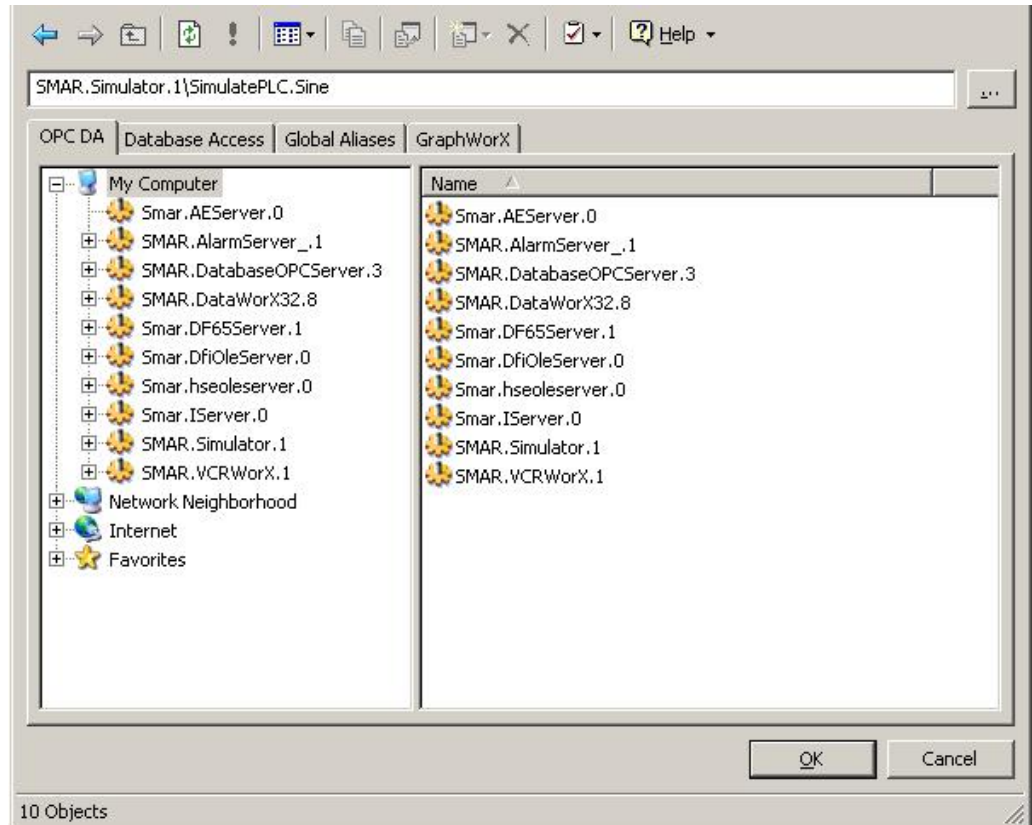 Help
SMAR.Simulator.1\SimulatePLC.Sine
...
OPC DA Database Access Global Aliases GraphWorX
My Computer
Smar.AEServer.0
SMAR.AlarmServer_.1
SMAR.DatabaseOPCServer.3
SMAR.DataWorX32.8
Smar.DF65Server.1
Smar.DfiOleServer.0
Smar.hseoleserver.0
Smar.IServer.0
SMAR.Simulator.1
SMAR.VCRWorX.1
Network Neighborhood
Internet
Favorites
Name
Smar.AEServer.0
SMAR.AlarmServer_.1
SMAR.DatabaseOPCServer.3
SMAR.DataWorX32.8
Smar.DF65Server.1
Smar.DfiOleServer.0
Smar.hseoleserver.0
Smar.IServer.0
SMAR.Simulator.1
SMAR.VCRWorX.1
OK Cancel
10 Objects